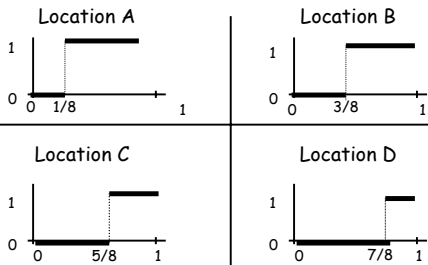 Location A
1
0
0 1/8 1
Location B
1
0
0 3/8 1
Location C
1
0
0 5/8 1
Location D
1
0
0 7/8 1